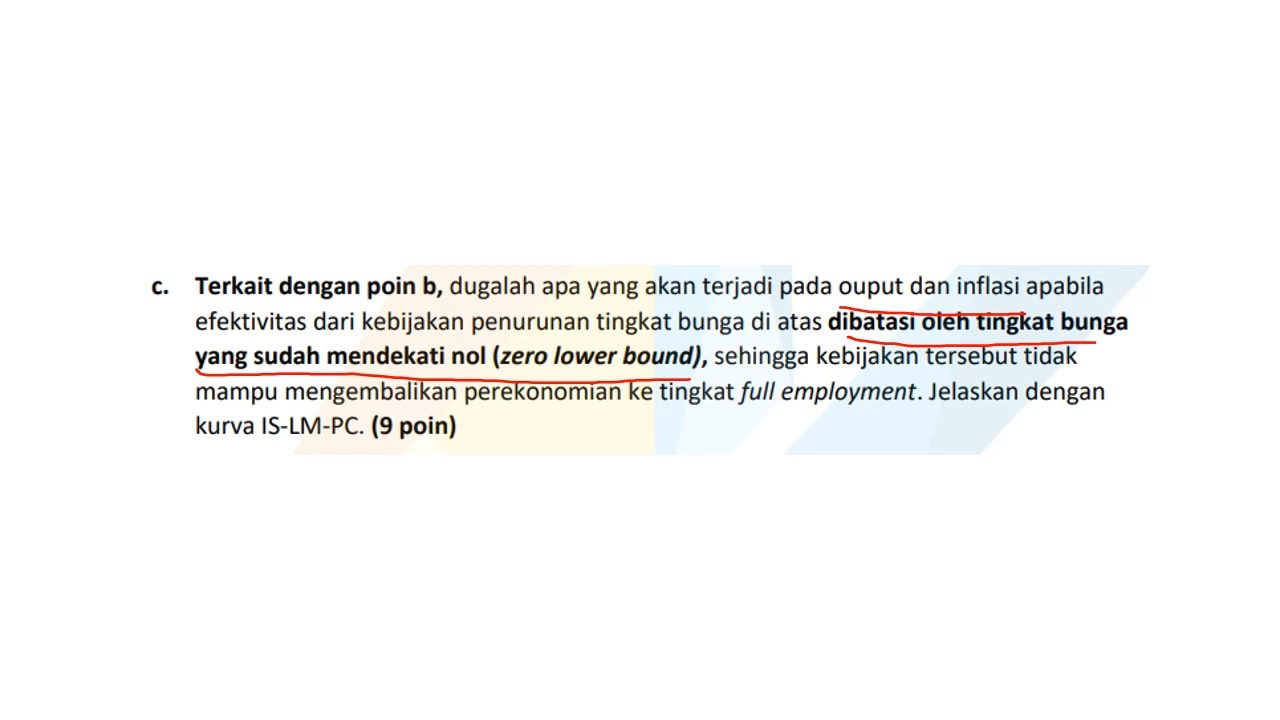 c. Terkait dengan poin b, dugalah apa yang akan terjadi pada ouput dan inflasi apabila
efektivitas dari kebijakan penurunan tingkat bunga di atas dibatasi oleh tingkat bunga
yang sudah mendekati nol (zero lower bound), sehingga kebijakan tersebut tidak
mampu mengembalikan perekonomian ke tingkat full employment. Jelaskan dengan
kurva IS-LM-PC. (9 poin)